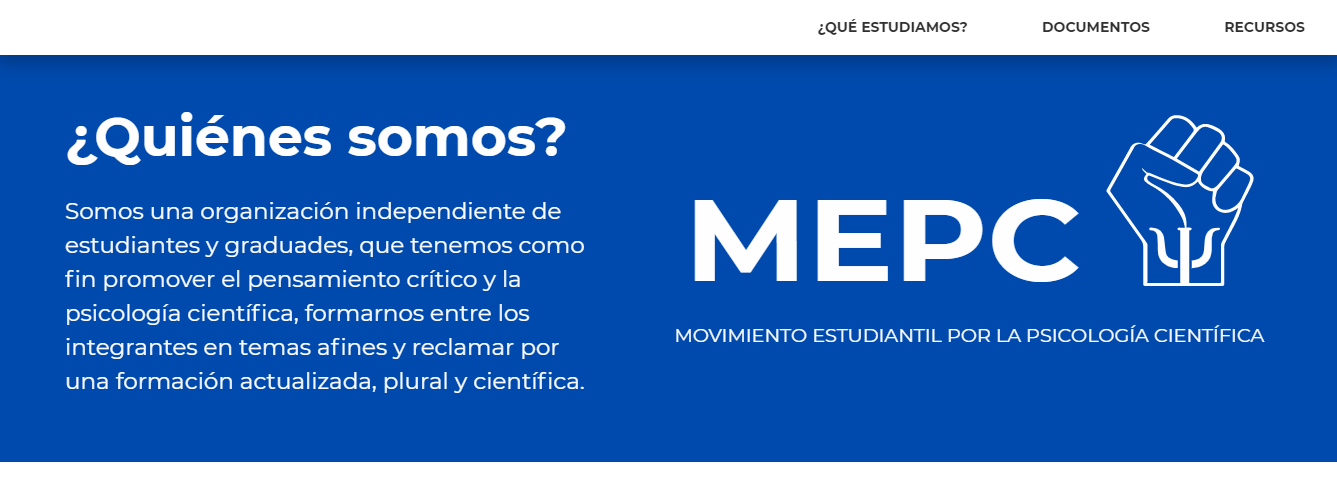 ¿QUÉ ESTUDIAMOS? DOCUMENTOS RECURSOS
¿Quiénes somos?
Somos una organización independiente de
estudiantes y graduades, que tenemos como
fin promover el pensamiento crítico y la
psicología científica, formarnos entre los
integrantes en temas afines y reclamar por
una formación actualizada, plural y científica.
MEPC
MOVIMIENTO ESTUDIANTIL POR LA PSICOLOGÍA CIENTÍFICA